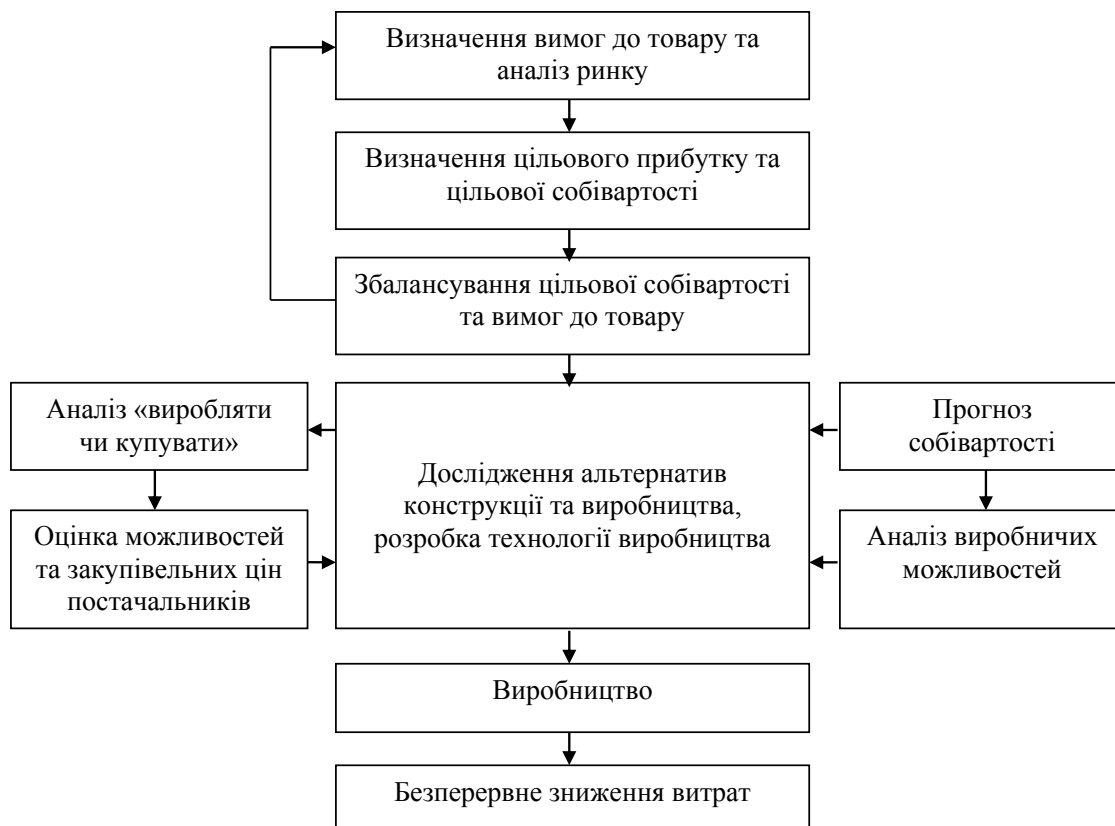 Визначення вимог до товару та
аналіз ринку
Визначення цільового прибутку та
цільової собівартості
Збалансування цільової собівартості
та вимог до товару
Аналіз «виробляти
чи купувати»
Оцінка можливостей
та закупівельних цін
постачальників
Дослідження альтернатив
конструкції та виробництва,
розробка технології виробництва
Прогноз
собівартості
Аналіз виробничих
можливостей
Виробництво
Безперервне зниження витрат